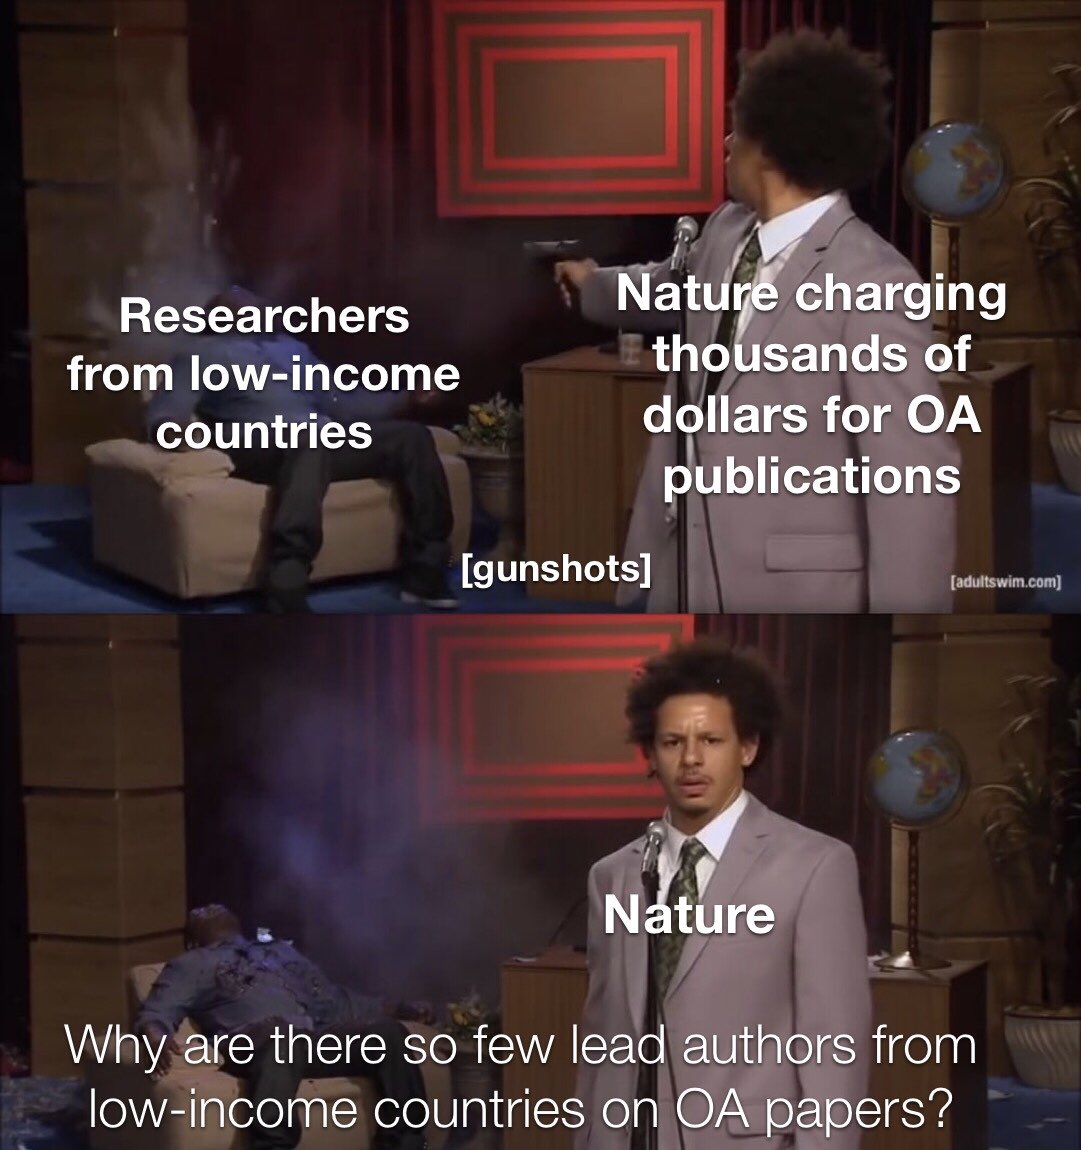 Researchers
from low-income
countries
Nature charging
thousands of
dollars for OA
publications
[gunshots]
[adultswim.com]
Nature
Why are there so few lead authors from
low-income countries on OA papers?